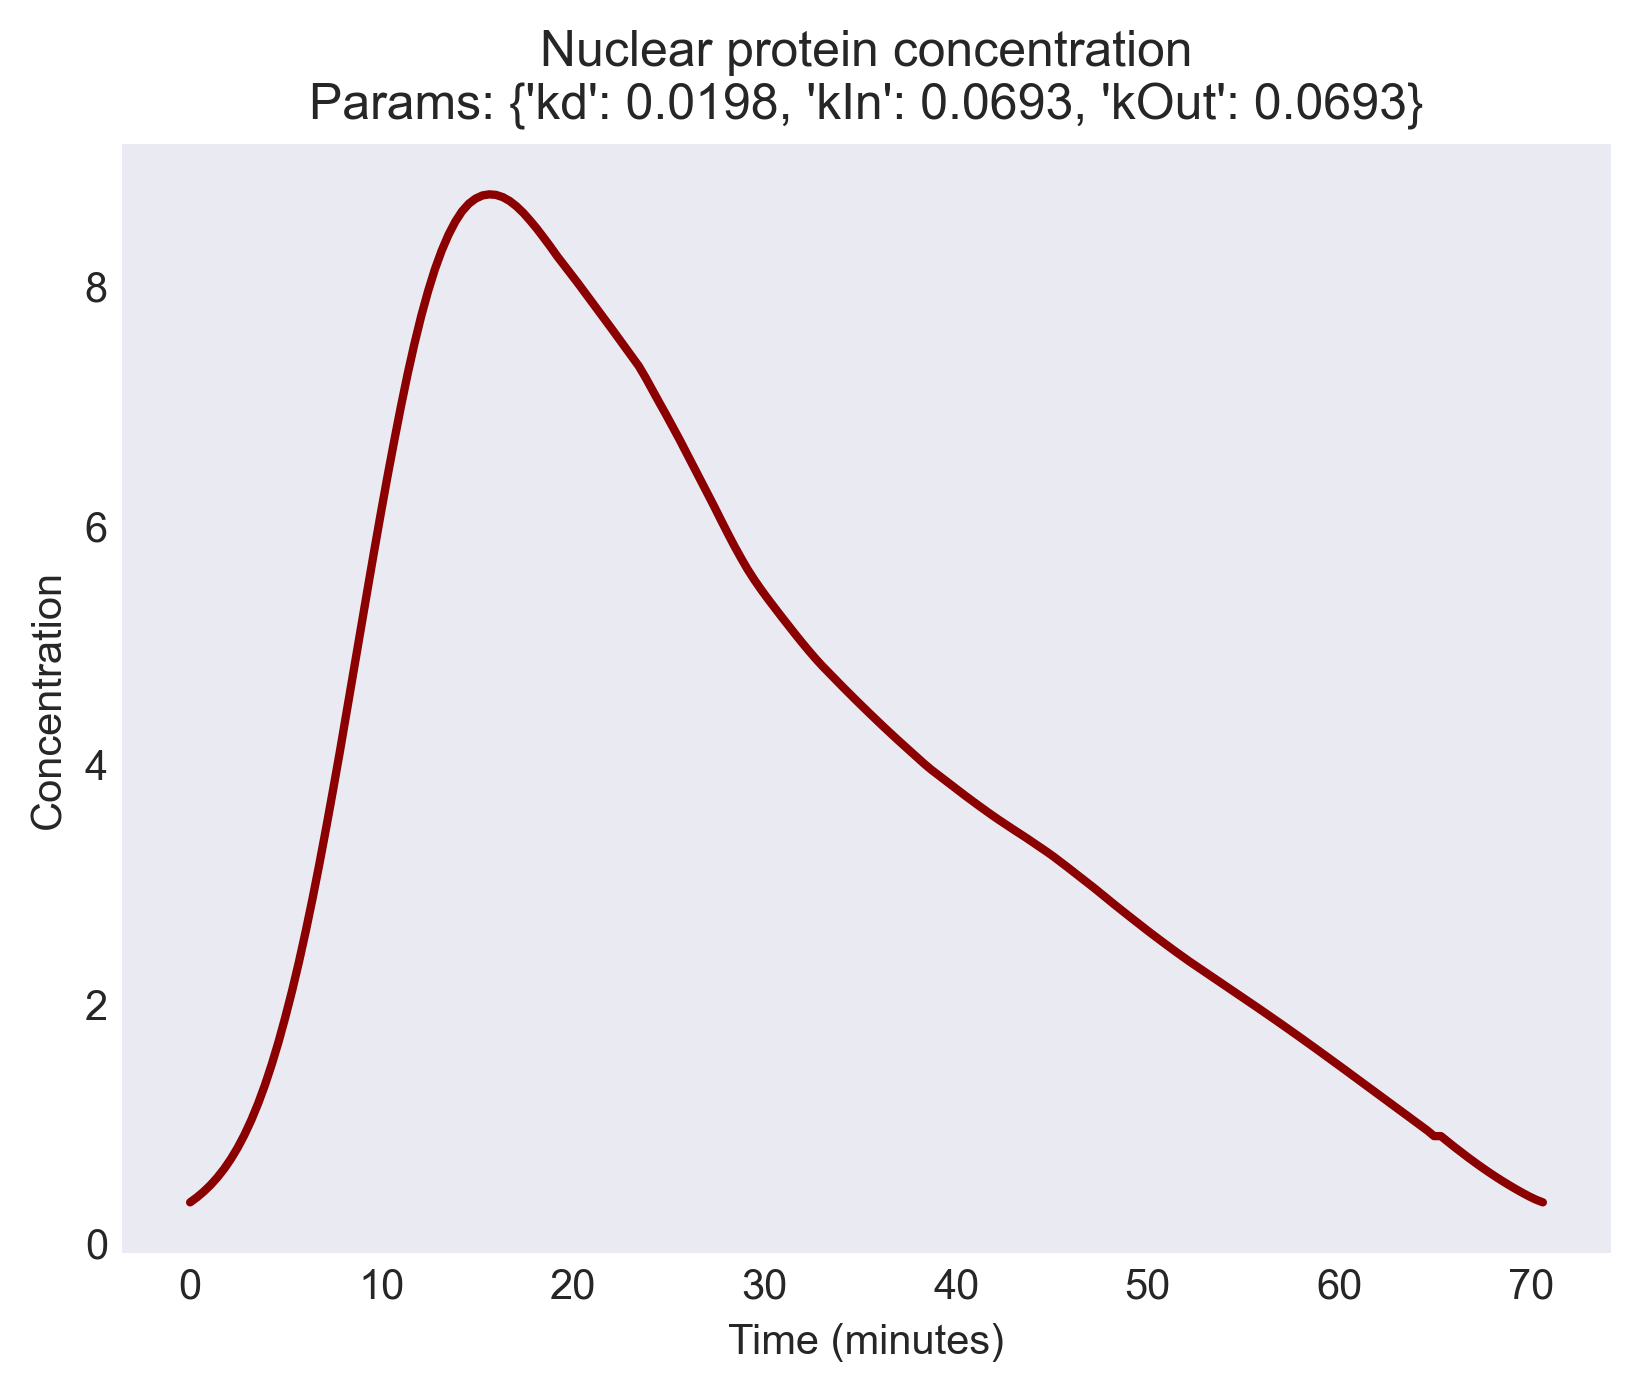 Nuclear protein concentration
Params: {'kd': 0.0198, 'kIn': 0.0693, 'kOut': 0.0693}
8
6
4
2
0
Concentration
0 10 20 30 40 50 60 70
Time (minutes)